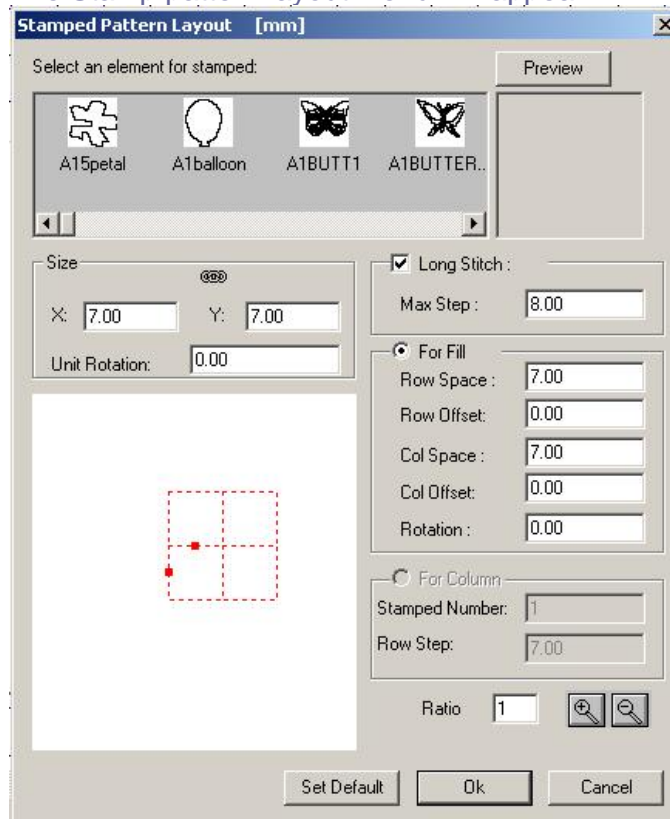 Stamped Pattern Layout [mm]
Select an element for stamped:
Preview
A15petal A1balloon A1BUTT1 A1BUTTER..
Size
X: 7.00 Y: 7.00
Unit Rotation: 0.00
Long Stitch :
Max Step : 8.00
For Fill
Row Space : 7.00
Row Offset: 0.00
Col Space : 7.00
Col Offset: 0.00
Rotation : 0.00
For Column
Stamped Number: 1
Row Step: 7.00
Ratio 1
Set Default Ok Cancel